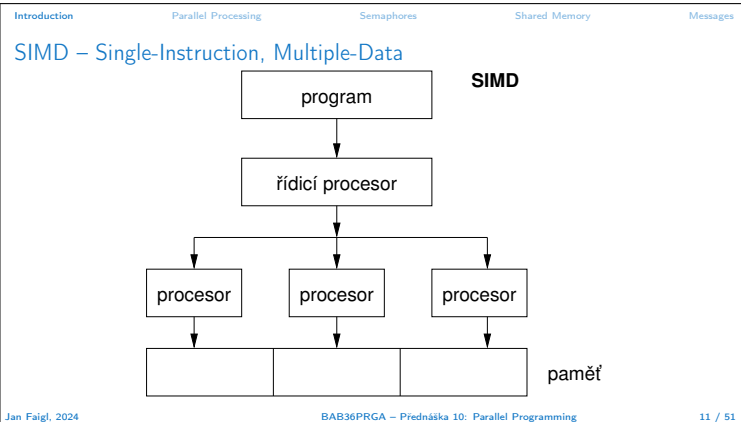 Introduction Parallel Processing Semaphores Shared Memory Messages
SIMD – Single-Instruction, Multiple-Data
SIMD
program
řídicí procesor
procesor procesor procesor
paměť
Jan Faigl, 2024 BAB36PRGA – Přednáška 10: Parallel Programming 11 / 51